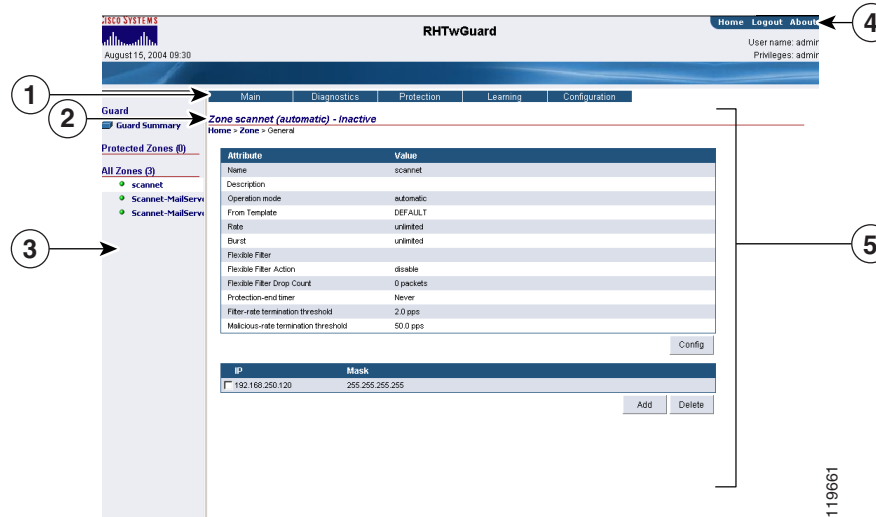 CISCO SYSTEMS
RHTwGuard
Home Logout About
4
August 15, 2004 09:30
User name: admin
Privileges: admin
1
Main Diagnostics Protection Learning Configuration
2
Guard
Guard Summary
Zone scannet (automatic) - Inactive
Home > Zone > General
Protected Zones (0)
All Zones (3)
scannet
Scannet-MailServe
Scannet-MailServe
3
Attribute Value
Name scannet
Description
Operation mode automatic
From Template DEFAULT
Rate unlimited
Burst unlimited
Flexible Filter
Flexible Filter Action disable
Flexible Filter Drop Count 0 packets
Protection-end timer Never
Filter-rate termination threshold 2.0 pps
Malicious-rate termination threshold 50.0 pps
5
Config
IP Mask
192.168.250.120 255.255.255.255
Add Delete
119661